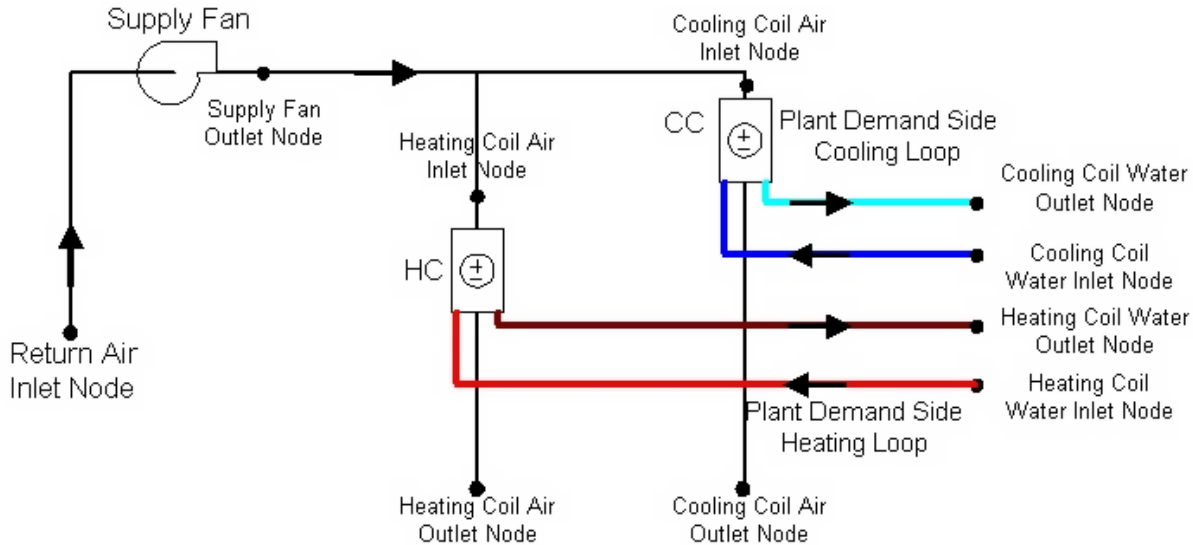 Supply Fan
Cooling Coil Air
Inlet Node
Supply Fan
Outlet Node
Heating Coil Air
Inlet Node
CC
Plant Demand Side
Cooling Loop
Cooling Coil Water
Outlet Node
Cooling Coil
Water Inlet Node
HC
Heating Coil Water
Outlet Node
Return Air
Inlet Node
Heating Coil
Water Inlet Node
Plant Demand Side
Heating Loop
Heating Coil Air
Outlet Node
Cooling Coil Air
Outlet Node